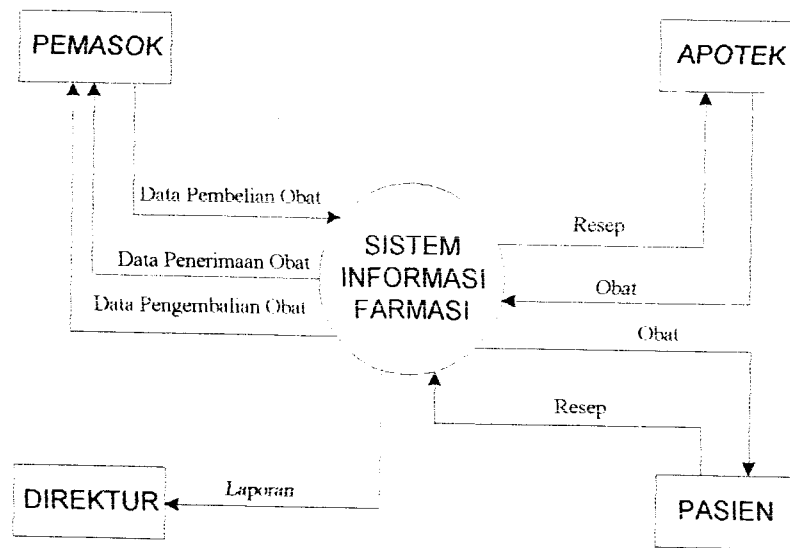 PEMASOK
APOTEK
Data Pembelian Obat
Data Penerimaan Obat
Data Pengembalian Obat
SISTEM
INFORMASI
FARMASI
Resep
Obat
Obat
Resep
Laporan
DIREKTUR
PASIEN